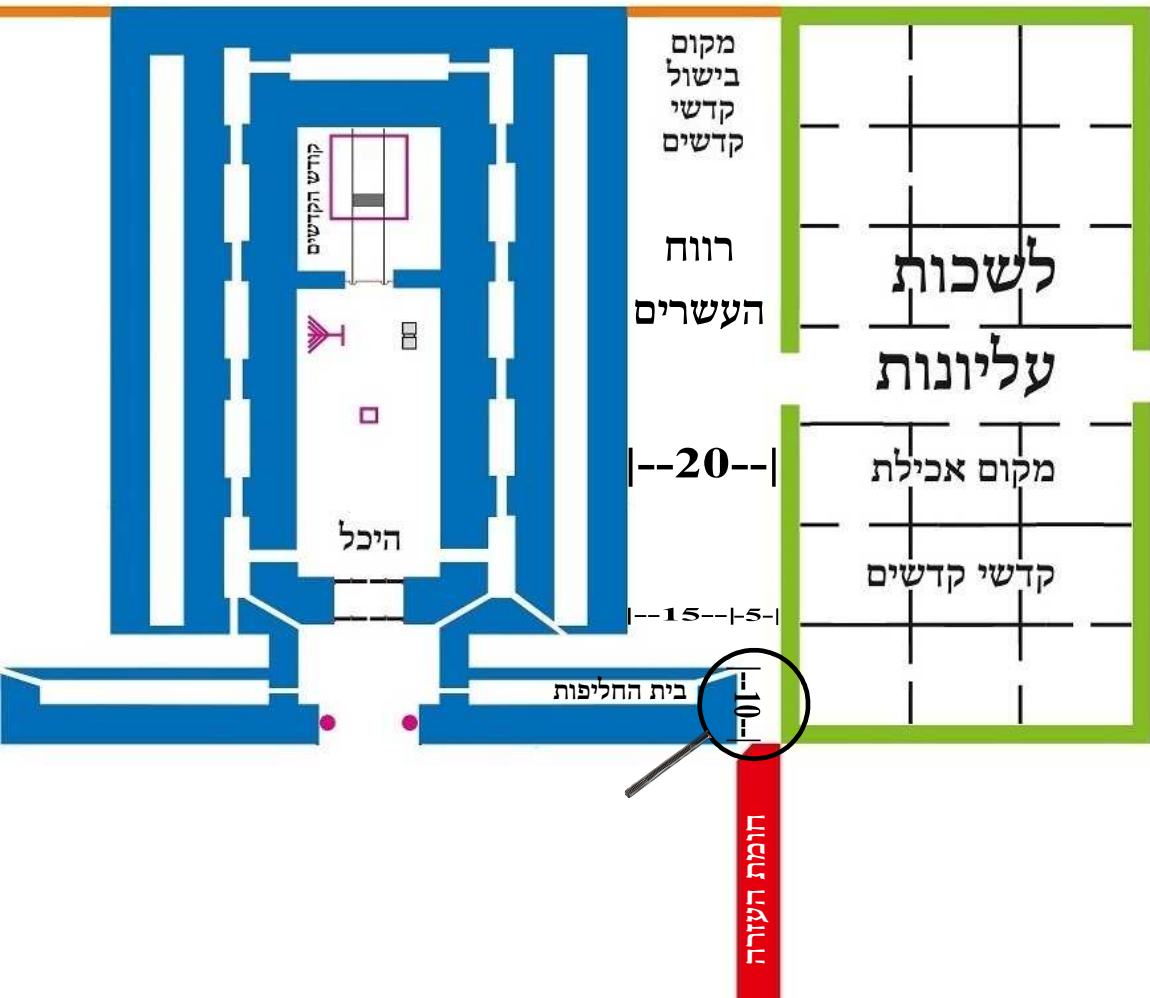 מקום
בישול
קדשי
קדשים
קודש הקדשים
רווח
העשרים
לשכות
עליונות
|--20--|
מקום אכילת
היכל
קדשי קדשים
|--15--|-5-|
בית החליפות
|--10--|
חומת העזרה